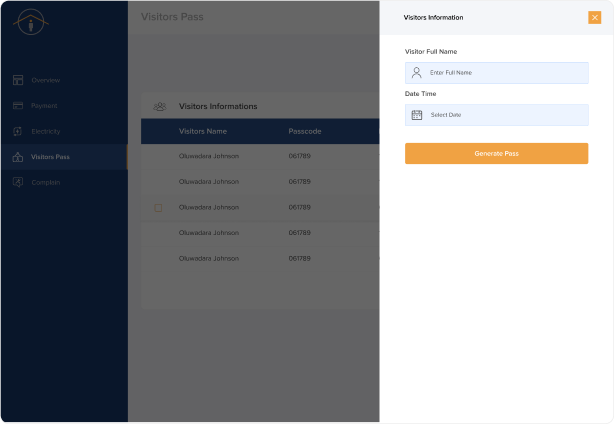 Visitors Pass
Overview
Payment
Electricity
Visitors Pass
Complain
Visitors Informations
Visitors Name Passcode
Oluwadara Johnson 061789
Oluwadara Johnson 061789
Oluwadara Johnson 061789
Oluwadara Johnson 061789
Oluwadara Johnson 061789
Visitors Information
Visitor Full Name
Enter Full Name
Date Time
Select Date
Generate Pass